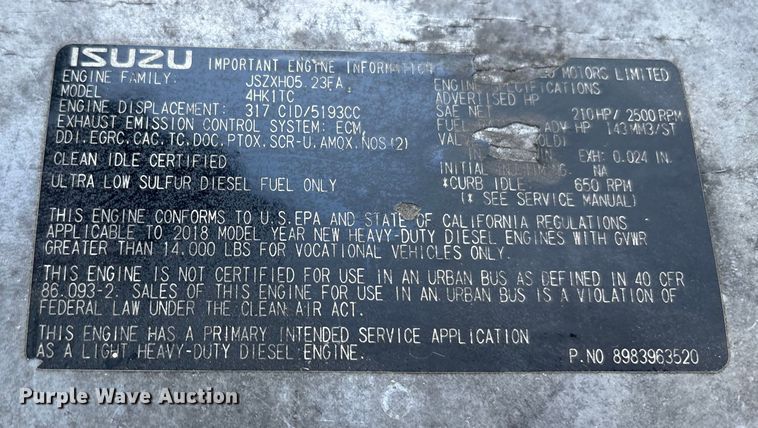 ISUZU IMPORTANT ENGINE INFORMATION MOTORS LIMITED
ENGINE FAMILY: JSZXH05.23FA ENGINE SPECIFICATIONS
MODEL 4HK1TC ADVERTISED HP
ENGINE DISPLACEMENT: 317 CID/5193CC SAE NET 210HP/2500RPM
EXHAUST EMISSION CONTROL SYSTEM: ECM, FUEL ADV HP 143MM3/ST
DDI, EGRC, CAC, TC, DOC, PTOX, SCR-U, AMOX, NOS(2)
CLEAN IDLE CERTIFIED EXH: 0.024 IN.
INITIAL NA
ULTRA LOW SULFUR DIESEL FUEL ONLY *CURB IDLE 650 RPM
(* SEE SERVICE MANUAL)
THIS ENGINE CONFORMS TO U.S.EPA AND STATE OF CALIFORNIA REGULATIONS
APPLICABLE TO 2018 MODEL YEAR NEW HEAVY-DUTY DIESEL ENGINES WITH GVWR
GREATER THAN 14,000 LBS FOR VOCATIONAL VEHICLES ONLY.
THIS ENGINE IS NOT CERTIFIED FOR USE IN AN URBAN BUS AS DEFINED IN 40 CFR
86.093-2. SALES OF THIS ENGINE FOR USE IN AN URBAN BUS IS A VIOLATION OF
FEDERAL LAW UNDER THE CLEAN AIR ACT.
THIS ENGINE HAS A PRIMARY INTENDED SERVICE APPLICATION
AS A LIGHT HEAVY-DUTY DIESEL ENGINE. P.NO 8983963520
Purple Wave Auction